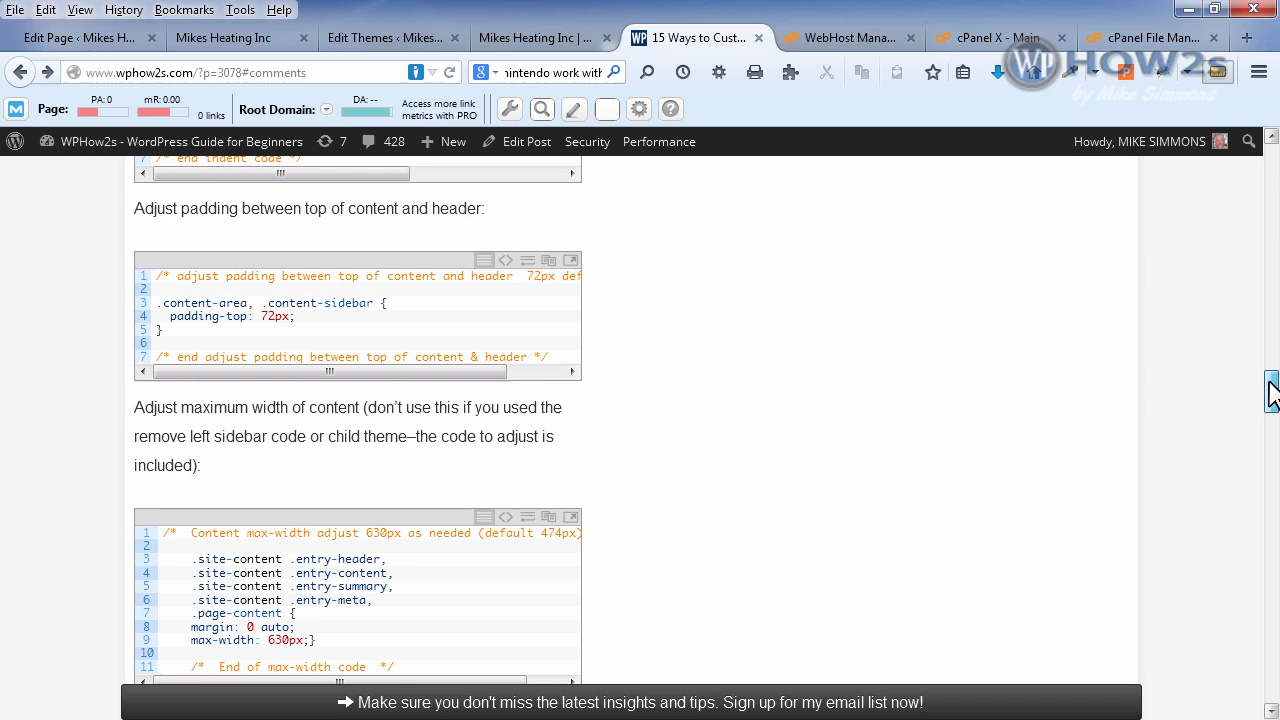 File Edit View History Bookmarks Tools Help
Edit Page ‹ Mikes H... Mikes Heating Inc Edit Themes ‹ Mikes... Mikes Heating Inc | ... 15 Ways to Cust... WebHost Mana... cPanel X - Main cPanel File Man...
www.wphow2s.com/?p=3078#comments nintendo work with
WPHOW2s
by Mike Simmons
Page: PA: 0 mR: 0.00 0 links Root Domain: DA: -- Access more link metrics with PRO
WPHow2s - WordPress Guide for Beginners 7 428 New Edit Post Security Performance Howdy, MIKE SIMMONS
7 /* end indent code */
Adjust padding between top of content and header:
1 /* adjust padding between top of content and header 72px def
2
3 .content-area, .content-sidebar {
4 padding-top: 72px;
5 }
6
7 /* end adjust padding between top of content & header */
Adjust maximum width of content (don’t use this if you used the
remove left sidebar code or child theme–the code to adjust is
included):
1 /* Content max-width adjust 630px as needed (default 474px)
2
3 .site-content .entry-header,
4 .site-content .entry-content,
5 .site-content .entry-summary,
6 .site-content .entry-meta,
7 .page-content {
8 margin: 0 auto;
9 max-width: 630px;}
10
11 /* End of max-width code */
➞ Make sure you don't miss the latest insights and tips. Sign up for my email list now!